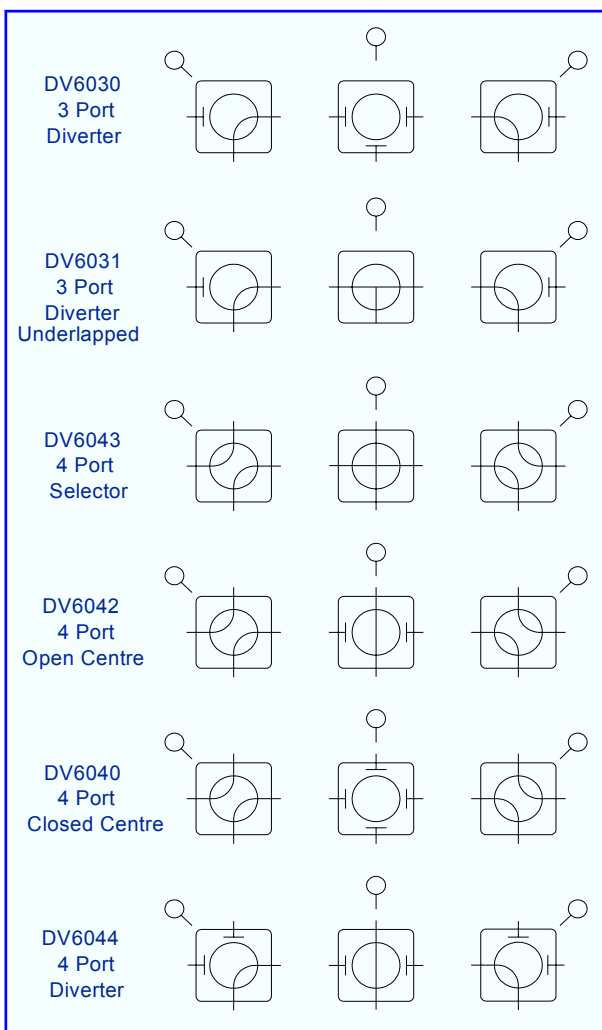 DV6030
3 Port
Diverter
DV6031
3 Port
Diverter
Underlapped
DV6043
4 Port
Selector
DV6042
4 Port
Open Centre
DV6040
4 Port
Closed Centre
DV6044
4 Port
Diverter